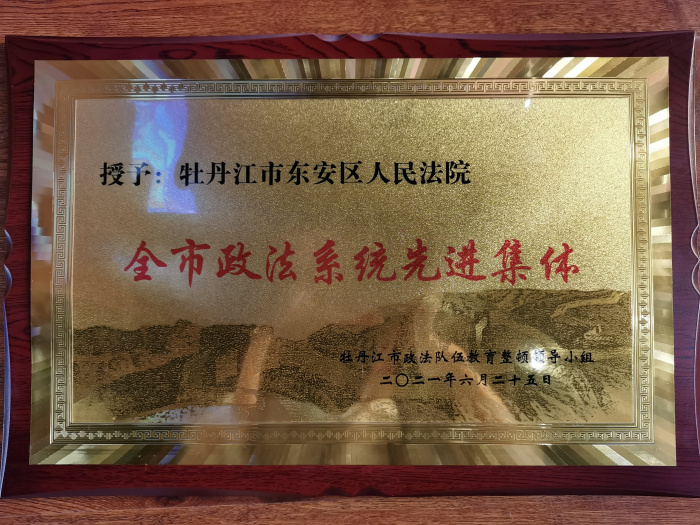 授予：牡丹江市东安区人民法院
全市政法系统先进集体
牡丹江市政法队伍教育整顿领导小组
二〇二一年六月二十五日